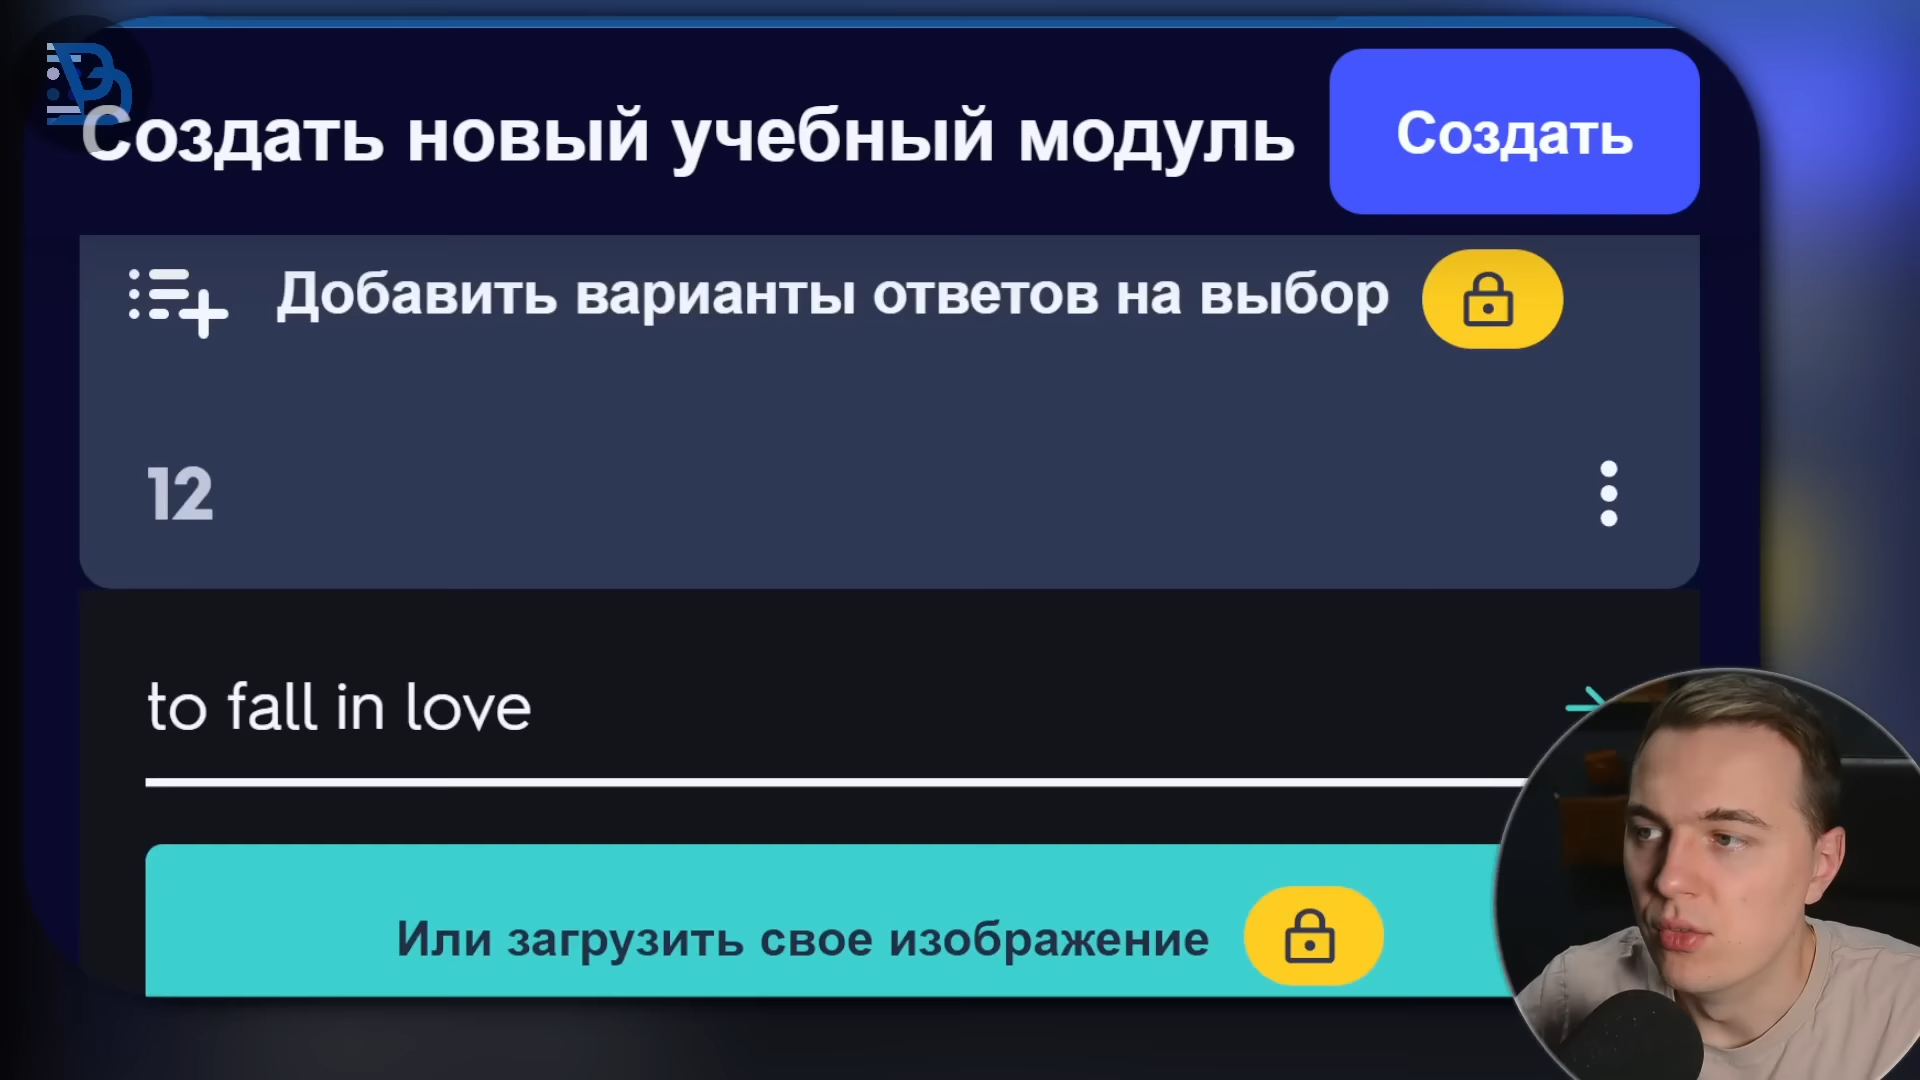 Создать новый учебный модуль
Создать
Добавить варианты ответов на выбор
12
to fall in love
Или загрузить свое изображение